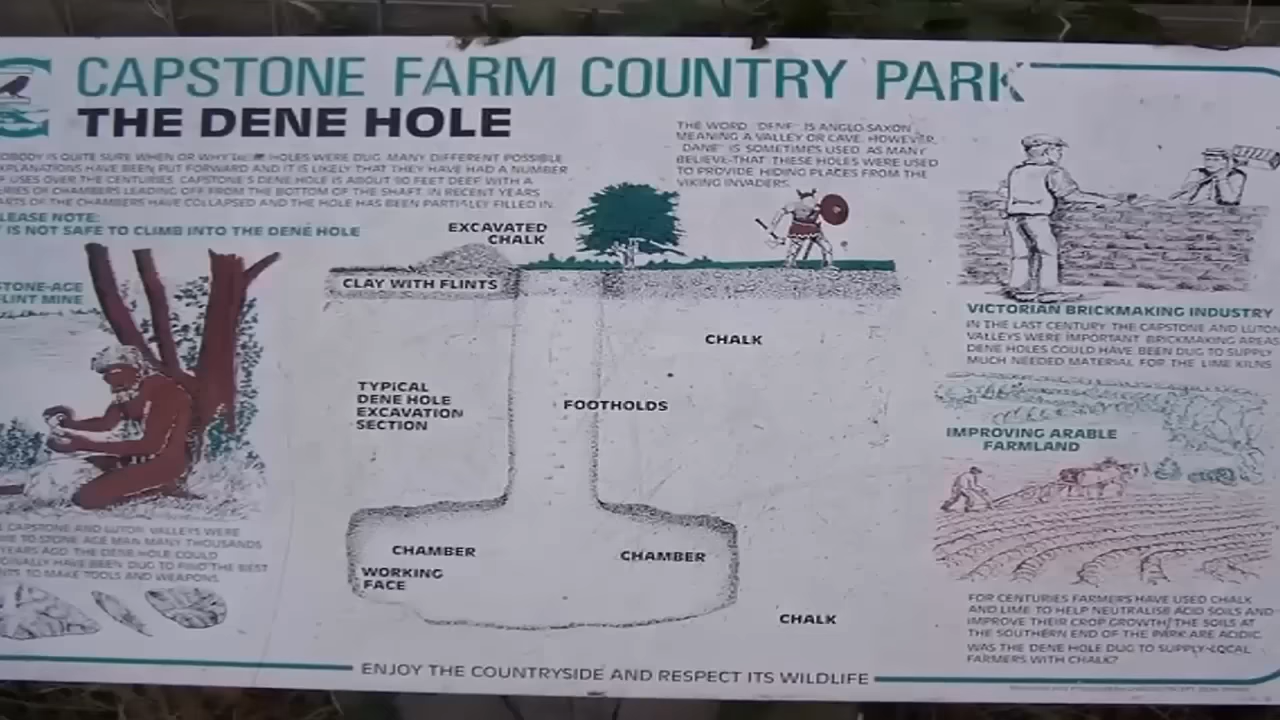 CAPSTONE FARM COUNTRY PARK
THE DENE HOLE
OBODY IS QUITE SURE WHEN OR WHY HOLES WERE DUG. MANY DIFFERENT POSSIBLE
XPLANATIONS HAVE BEEN PUT FORWARD AND IT IS LIKELY THAT THEY HAVE HAD A NUMBER
F USES OVER THE CENTURIES. CAPSTONE'S DENE HOLE IS ABOUT 90 FEET DEEP WITH A
ERIES OF CHAMBERS LEADING OFF FROM THE BOTTOM OF THE SHAFT. IN RECENT YEARS
ARTS OF THE CHAMBERS HAVE COLLAPSED AND THE HOLE HAS BEEN PARTIALLEY FILLED IN.
LEASE NOTE:
IS NOT SAFE TO CLIMB INTO THE DENE HOLE
THE WORD "DENE" IS ANGLO-SAXON,
MEANING A VALLEY OR CAVE. HOWEVER,
"DANE" IS SOMETIMES USED, AS MANY
BELIEVE THAT THESE HOLES WERE USED
TO PROVIDE HIDING PLACES FROM THE
VIKING INVADERS.
EXCAVATED
CHALK
CLAY WITH FLINTS
CHALK
TYPICAL
DENE HOLE
EXCAVATION
SECTION
FOOTHOLDS
CHAMBER
WORKING
FACE
CHAMBER
CHALK
STONE-AGE
LINT MINE
CAPSTONE AND LUTON VALLEYS WERE
ME TO STONE AGE MAN MANY THOUSANDS
YEARS AGO. THE DENE HOLE COULD
GINALLY HAVE BEEN DUG TO FIND THE BEST
NTS TO MAKE TOOLS AND WEAPONS.
VICTORIAN BRICKMAKING INDUSTRY
IN THE LAST CENTURY THE CAPSTONE AND LUTON
VALLEYS WERE IMPORTANT BRICKMAKING AREAS
DENE HOLES COULD HAVE BEEN DUG TO SUPPLY
MUCH NEEDED MATERIAL FOR THE LIME KILNS
IMPROVING ARABLE
FARMLAND
FOR CENTURIES FARMERS HAVE USED CHALK
AND LIME TO HELP NEUTRALISE ACID SOILS AND
IMPROVE THEIR CROP GROWTH. THE SOILS AT
THE SOUTHERN END OF THE PARK ARE ACIDIC.
WAS THE DENE HOLE DUG TO SUPPLY LOCAL
FARMERS WITH CHALK?
ENJOY THE COUNTRYSIDE AND RESPECT ITS WILDLIFE